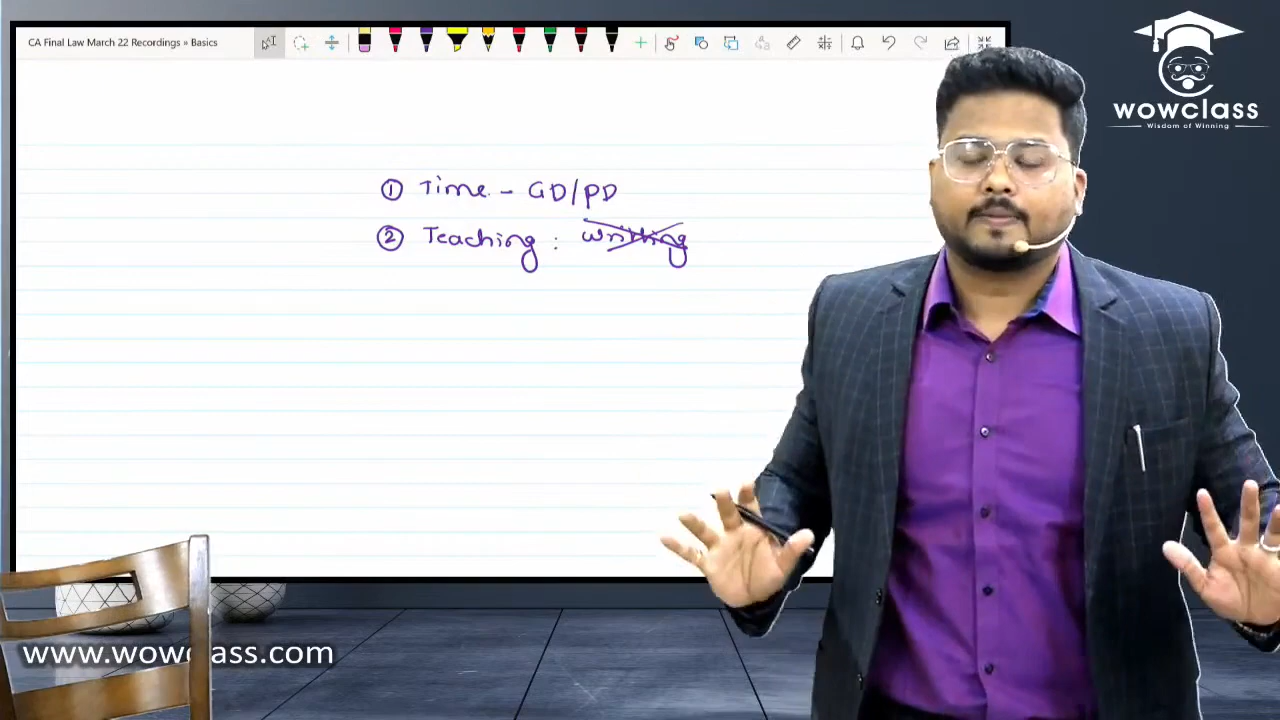 CA Final Law March 22 Recordings » Basics
wowclass
Wisdom of Winning
① Time - GD/PD
② Teaching : writting
www.wowclass.com